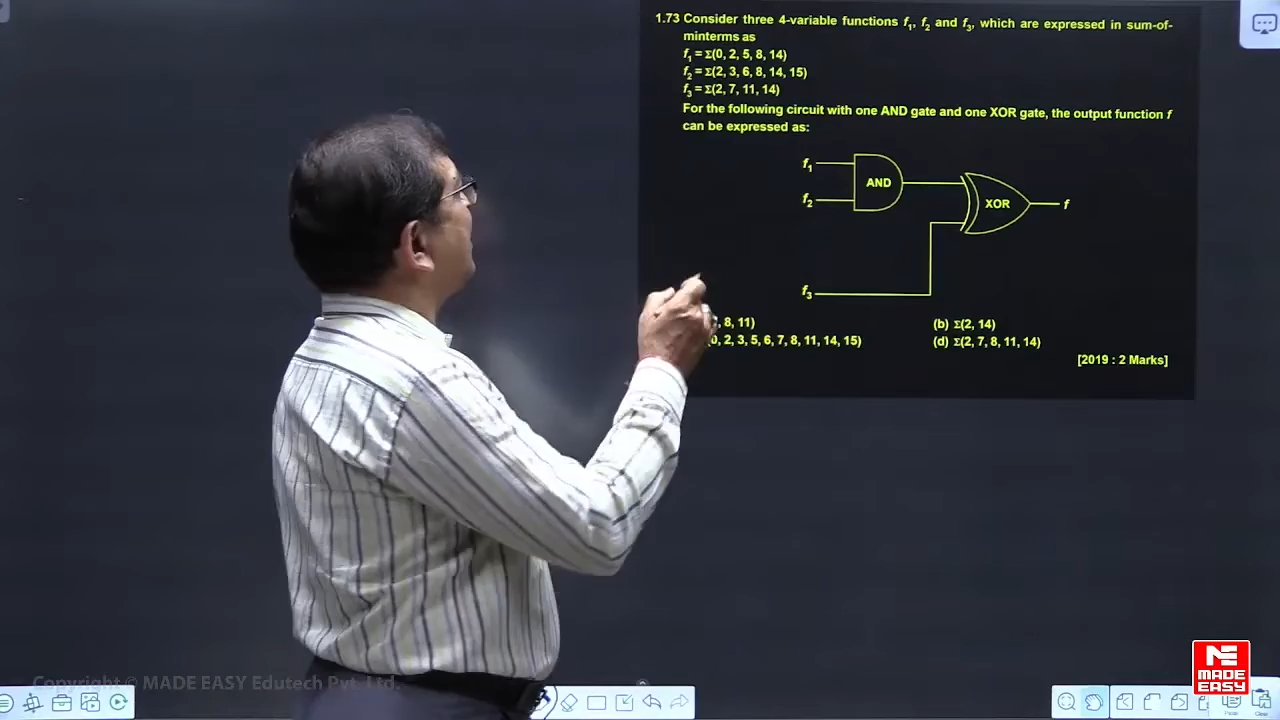 1.73 Consider three 4-variable functions f₁, f₂ and f₃, which are expressed in sum-of-
minterms as
f₁ = Σ(0, 2, 5, 8, 14)
f₂ = Σ(2, 3, 6, 8, 14, 15)
f₃ = Σ(2, 7, 11, 14)
For the following circuit with one AND gate and one XOR gate, the output function f
can be expressed as:
f₁
AND
f₂
XOR
f
f₃
, 8, 11)
(b) Σ(2, 14)
0, 2, 3, 5, 6, 7, 8, 11, 14, 15)
(d) Σ(2, 7, 8, 11, 14)
[2019 : 2 Marks]
MADE
EASY
Copyright © MADE EASY Edutech Pvt. Ltd.